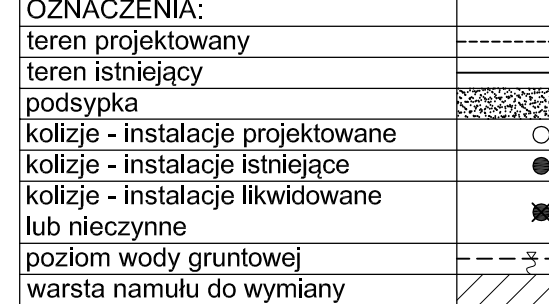 OZNACZENIA:
teren projektowany
teren istniejący
podsypka
kolizje - instalacje projektowane
kolizje - instalacje istniejące
kolizje - instalacje likwidowane
lub nieczynne
poziom wody gruntowej
warsta namułu do wymiany